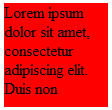 Lorem ipsum
dolor sit amet,
consectetur
adipiscing elit.
Duis non